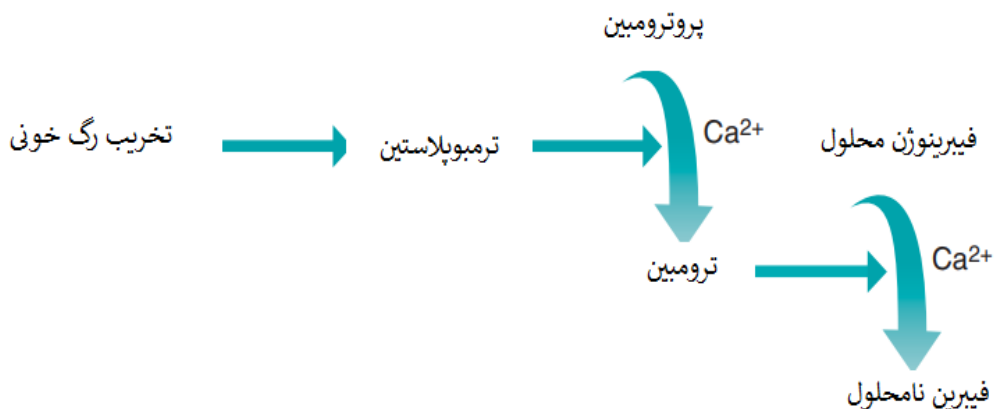 پروترومبین
تخریب رگ خونی
ترمبوپلاستین
Ca²⁺
فیبرینوژن محلول
ترومبین
Ca²⁺
فیبرین نامحلول